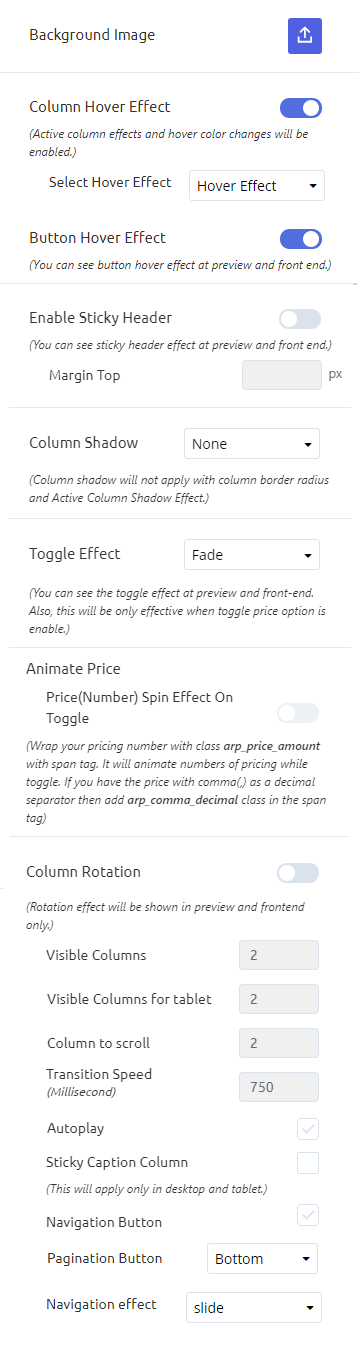 Background Image
Column Hover Effect
(Active column effects and hover color changes will be
enabled.)
Select Hover Effect Hover Effect
Button Hover Effect
(You can see button hover effect at preview and front end.)
Enable Sticky Header
(You can see sticky header effect at preview and front end.)
Margin Top px
Column Shadow None
(Column shadow will not apply with column border radius
and Active Column Shadow Effect.)
Toggle Effect Fade
(You can see the toggle effect at preview and front-end.
Also, this will be only effective when toggle price option is
enable.)
Animate Price
Price(Number) Spin Effect On
Toggle
(Wrap your pricing number with class arp_price_amount
with span tag. It will animate numbers of pricing while
toggle. If you have the price with comma(,) as a decimal
separator then add arp_comma_decimal class in the span
tag)
Column Rotation
(Rotation effect will be shown in preview and frontend
only.)
Visible Columns 2
Visible Columns for tablet 2
Column to scroll 2
Transition Speed
(Millisecond) 750
Autoplay
Sticky Caption Column
(This will apply only in desktop and tablet.)
Navigation Button
Pagination Button Bottom
Navigation effect slide